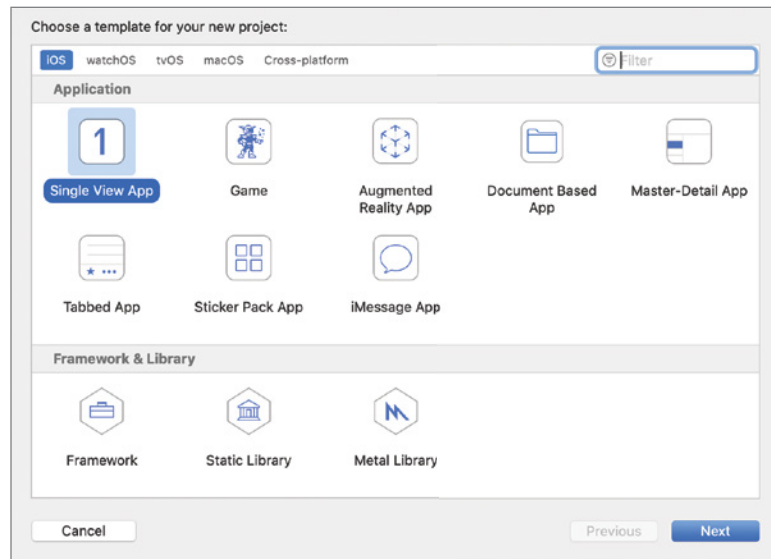 Choose a template for your new project:
iOS watchOS tvOS macOS Cross-platform Filter
Application
1
Single View App Game Augmented Reality App Document Based App Master-Detail App
Tabbed App Sticker Pack App iMessage App
Framework & Library
Framework Static Library Metal Library
Cancel Previous Next